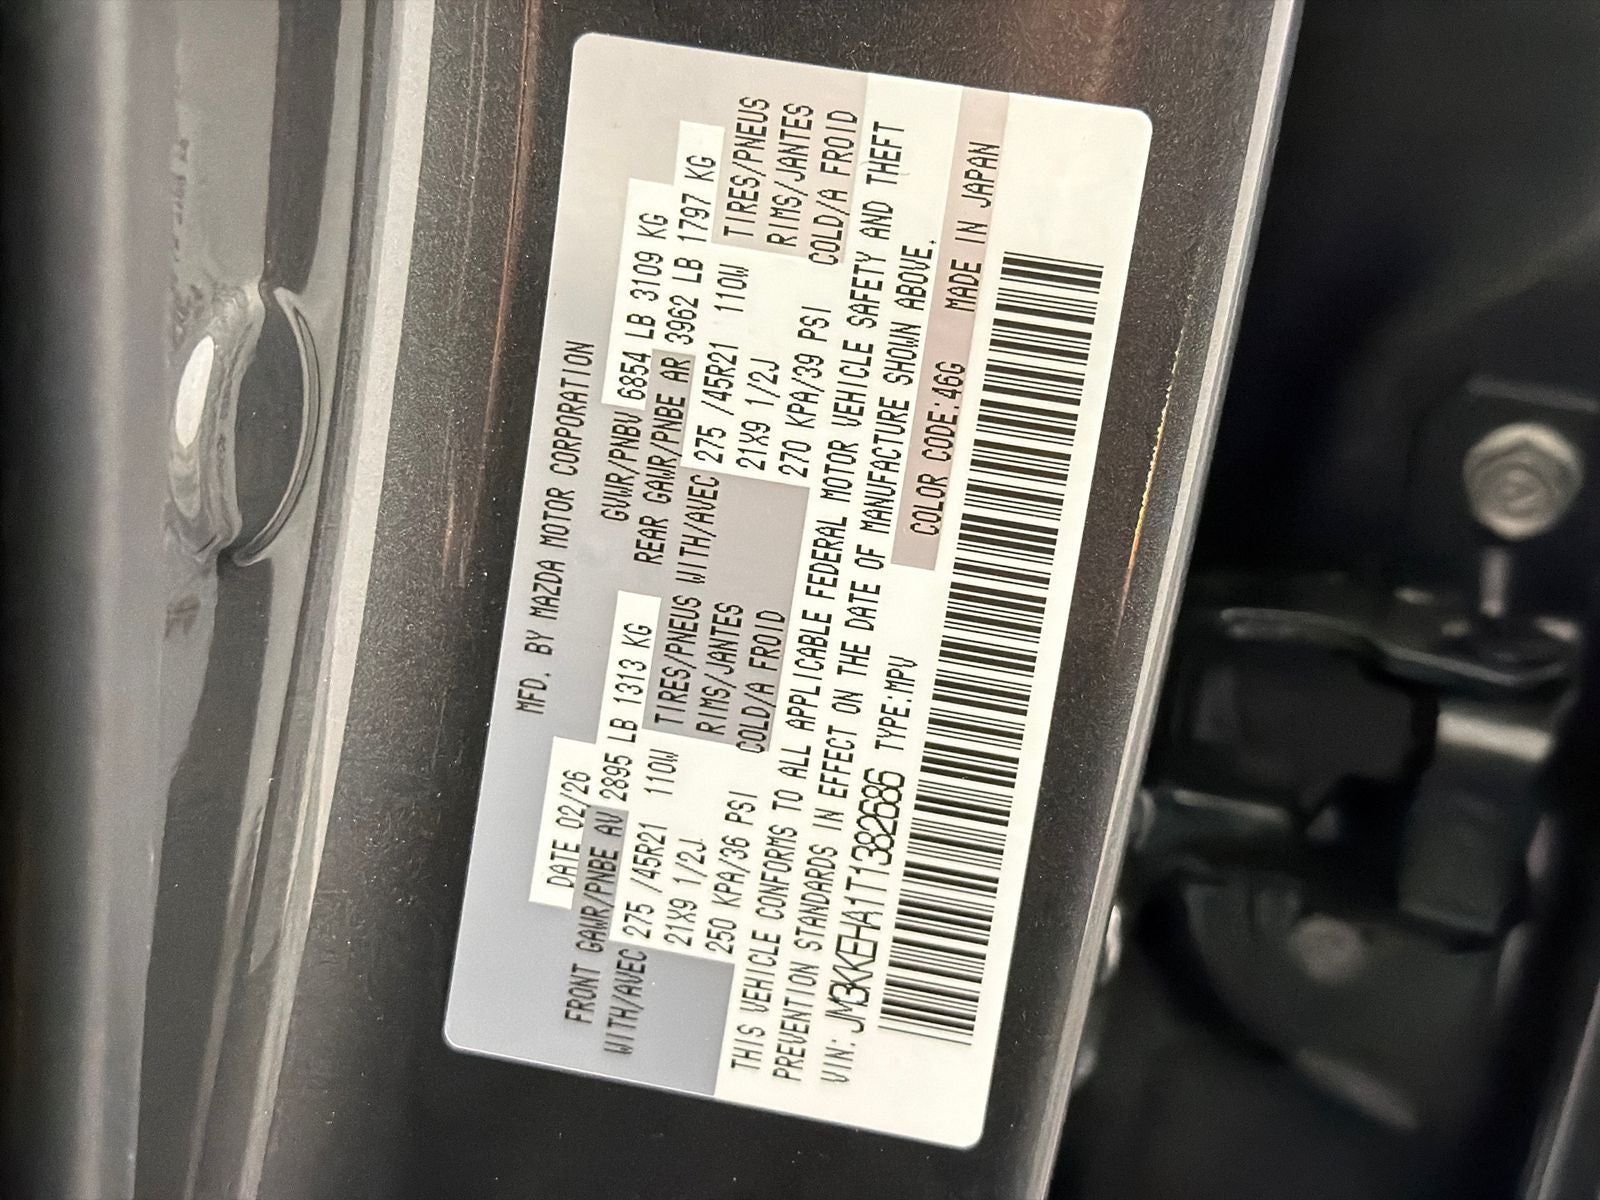 MFD. BY MAZDA MOTOR CORPORATION
DATE 02/26 GVWR/PNBV 6854 LB 3109 KG
FRONT GAWR/PNBE AV 2895 LB 1313 KG REAR GAWR/PNBE AR 3962 LB 1797 KG
WITH/AVEC 275 /45R21 110W TIRES/PNEUS WITH/AVEC 275 /45R21 110W TIRES/PNEUS
21X9 1/2J RIMS/JANTES 21X9 1/2J RIMS/JANTES
250 KPA/36 PSI COLD/A FROID 270 KPA/39 PSI COLD/A FROID
THIS VEHICLE CONFORMS TO ALL APPLICABLE FEDERAL MOTOR VEHICLE SAFETY AND THEFT
PREVENTION STANDARDS IN EFFECT ON THE DATE OF MANUFACTURE SHOWN ABOVE.
VIN: JM3KKEHA1T1382686 TYPE:MPV COLOR CODE:46G MADE IN JAPAN